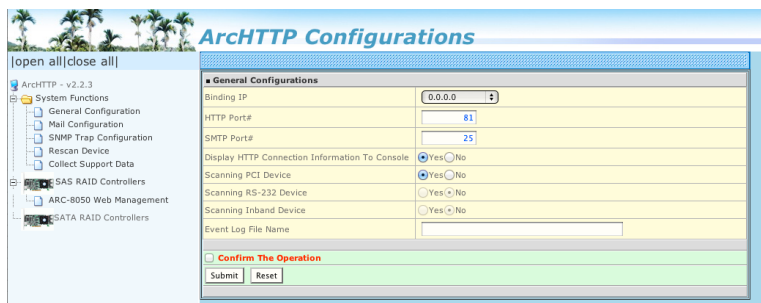 ArcHTTP Configurations
|open all|close all|
ArcHTTP - v2.2.3
System Functions
General Configuration
Mail Configuration
SNMP Trap Configuration
Rescan Device
Collect Support Data
SAS RAID Controllers
ARC-8050 Web Management
SATA RAID Controllers
General Configurations
Binding IP 0.0.0.0
HTTP Port# 81
SMTP Port# 25
Display HTTP Connection Information To Console Yes No
Scanning PCI Device Yes No
Scanning RS-232 Device Yes No
Scanning Inband Device Yes No
Event Log File Name
Confirm The Operation
Submit Reset